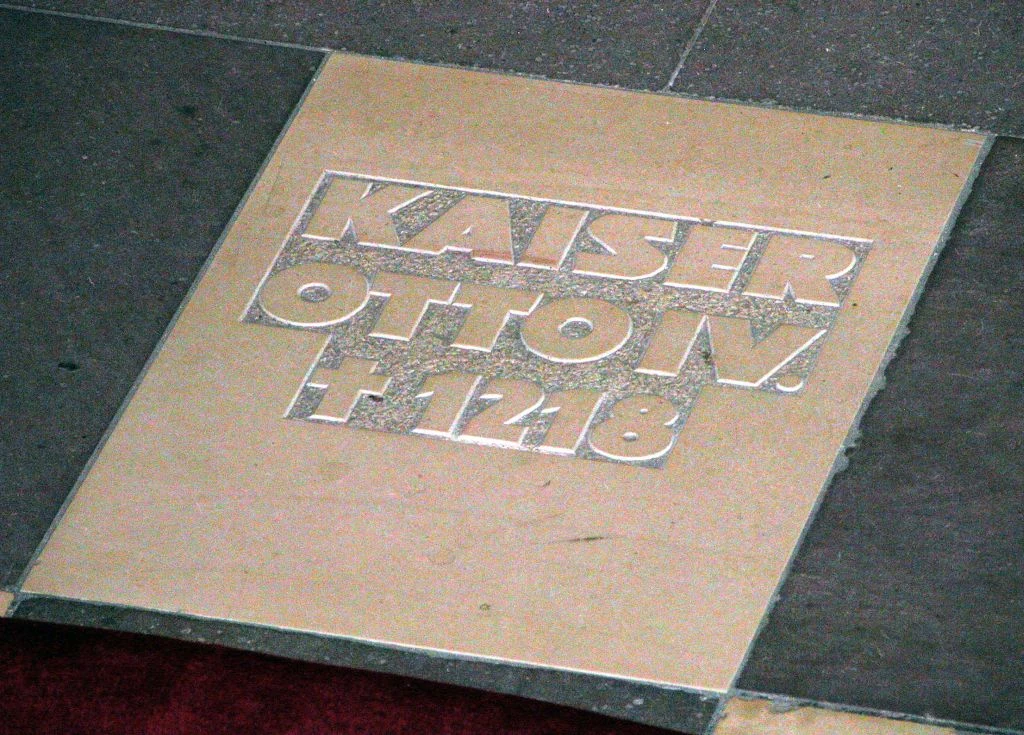 KAISER
OTTO IV.
† 1218